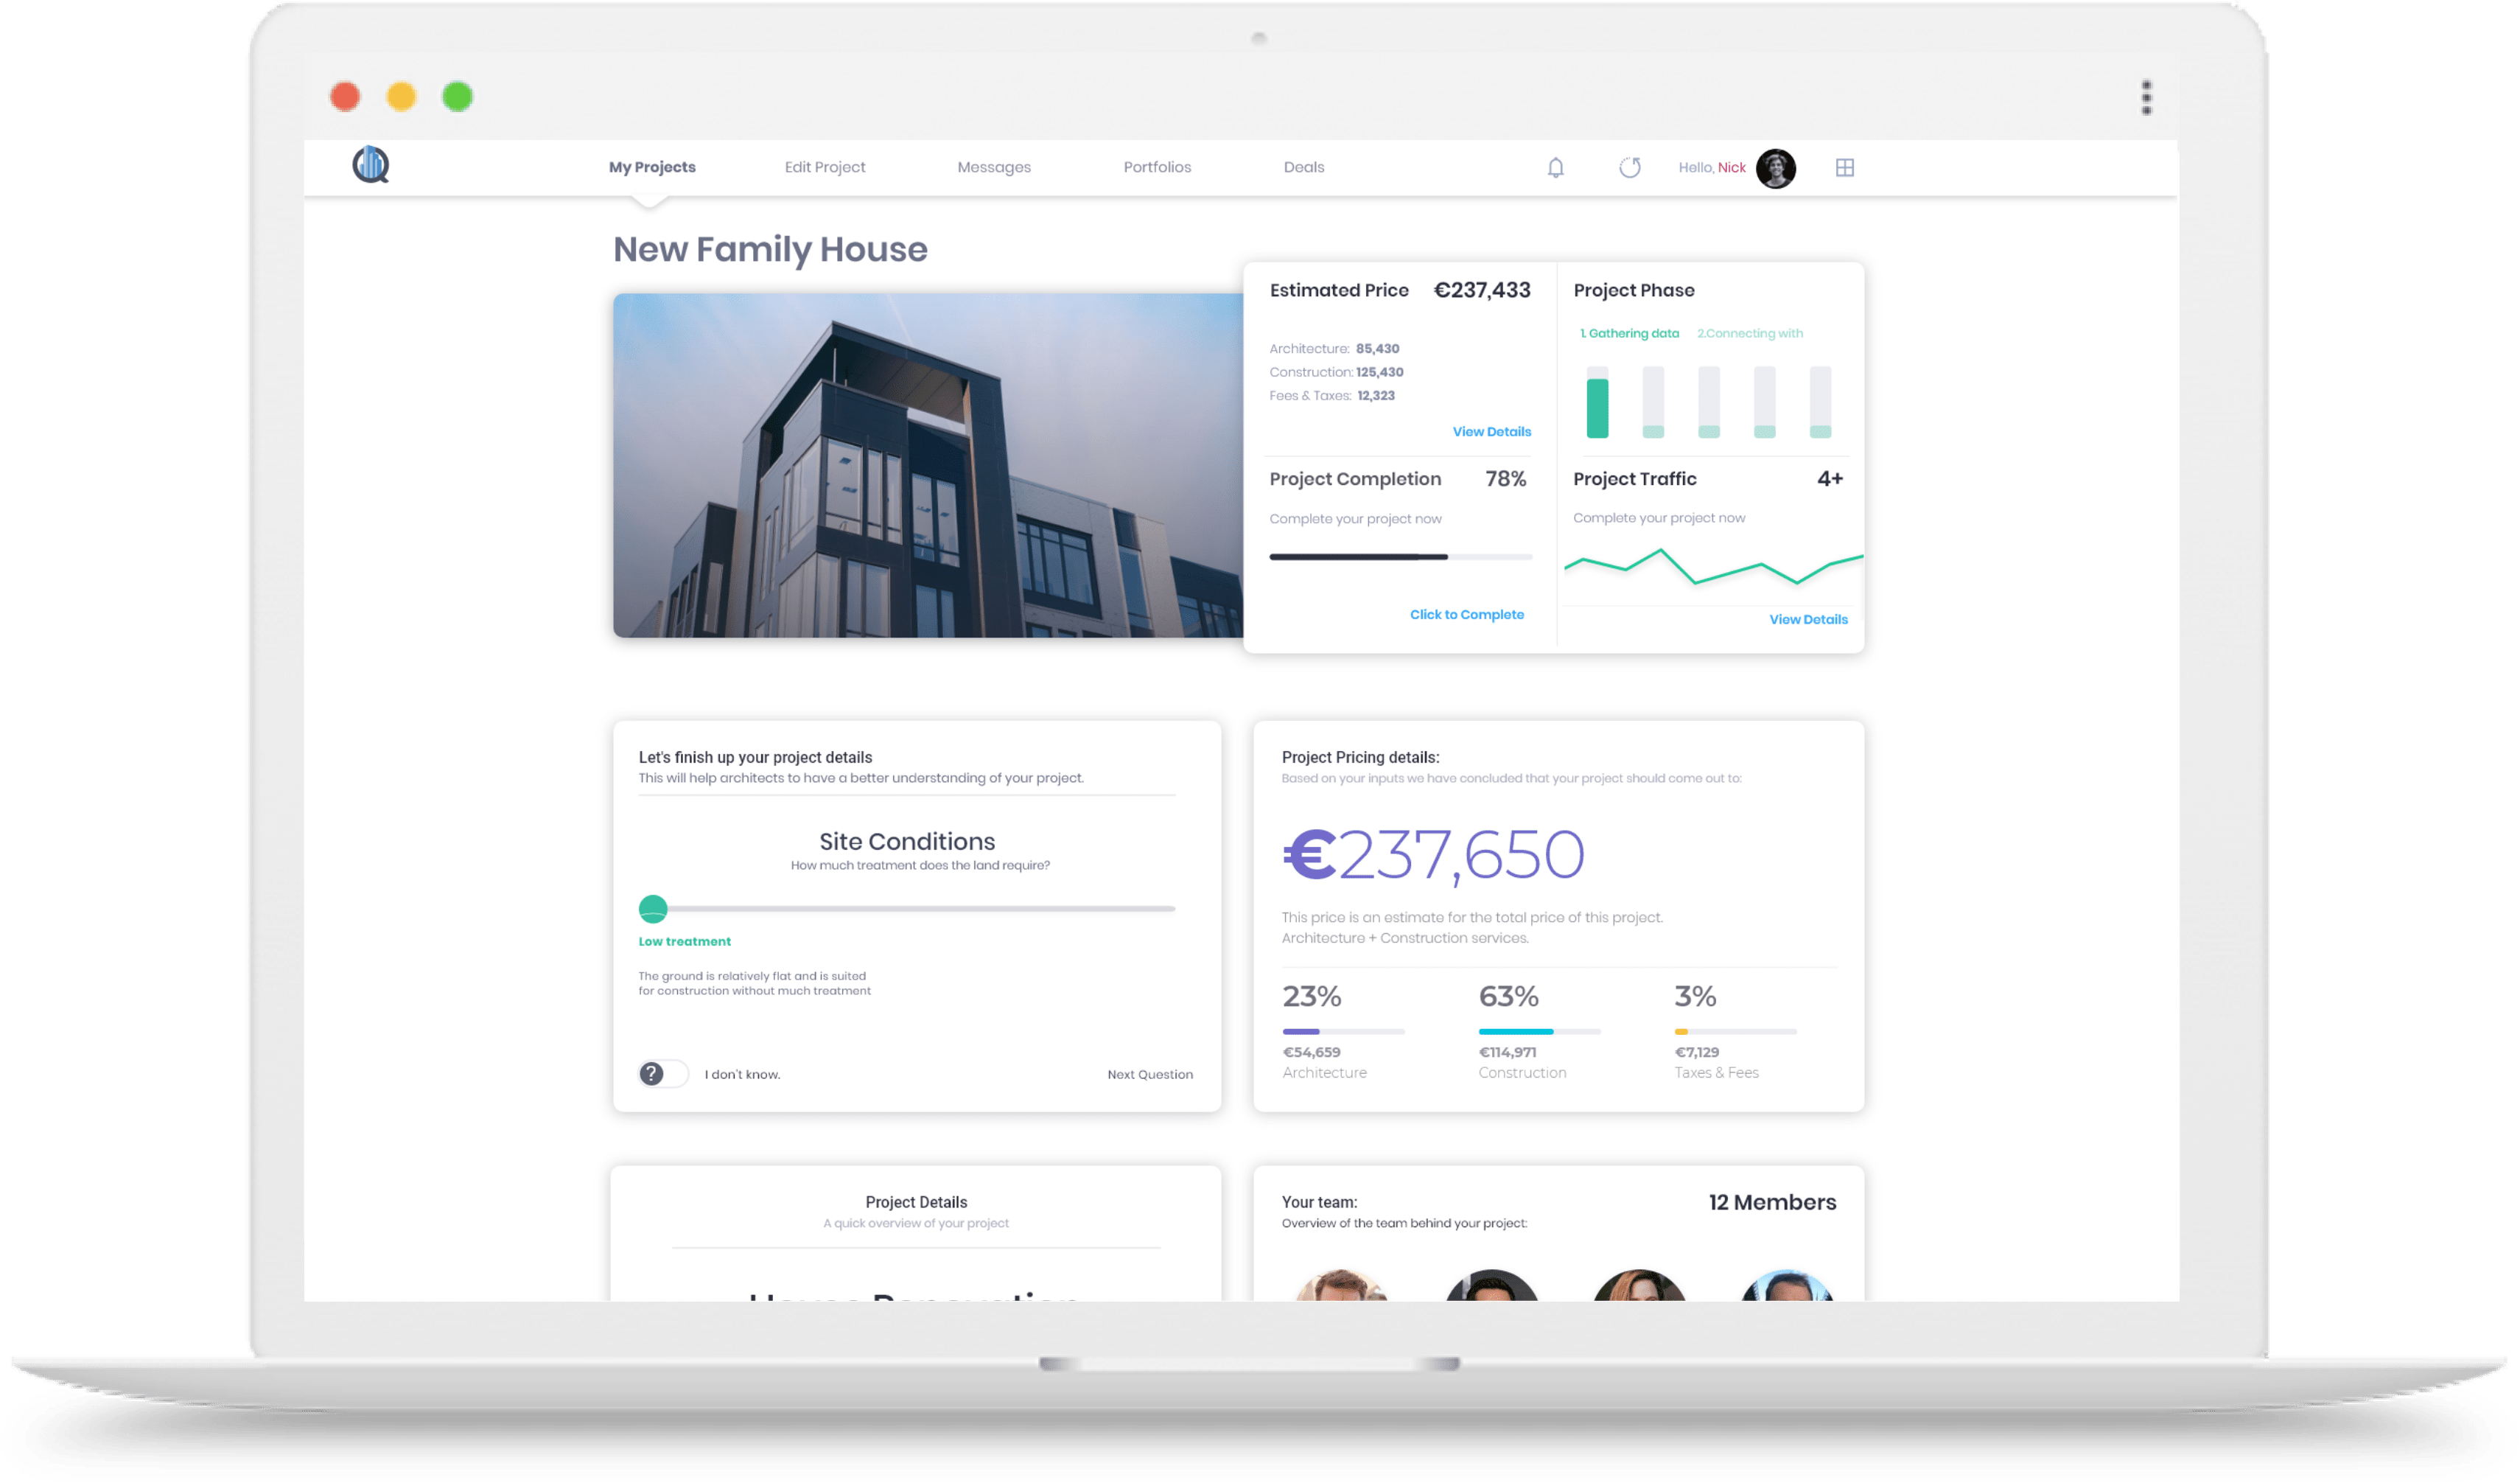 My Projects
Edit Project
Messages
Portfolios
Deals
Hello, Nick
New Family House
Estimated Price €237,433
Architecture: 85,430
Construction: 125,430
Fees & Taxes: 12,323
View Details
Project Phase
1. Gathering data 2.Connecting with
Project Completion 78%
Complete your project now
Click to Complete
Project Traffic 4+
Complete your project now
View Details
Let's finish up your project details
This will help architects to have a better understanding of your project.
Site Conditions
How much treatment does the land require?
Low treatment
The ground is relatively flat and is suited
for construction without much treatment
? I don't know.
Next Question
Project Pricing details:
Based on your inputs we have concluded that your project should come out to:
€237,650
This price is an estimate for the total price of this project.
Architecture + Construction services.
23% 63% 3%
€54,659 €114,971 €7,129
Architecture Construction Taxes & Fees
Project Details
A quick overview of your project
House Renovation
Your team: 12 Members
Overview of the team behind your project: